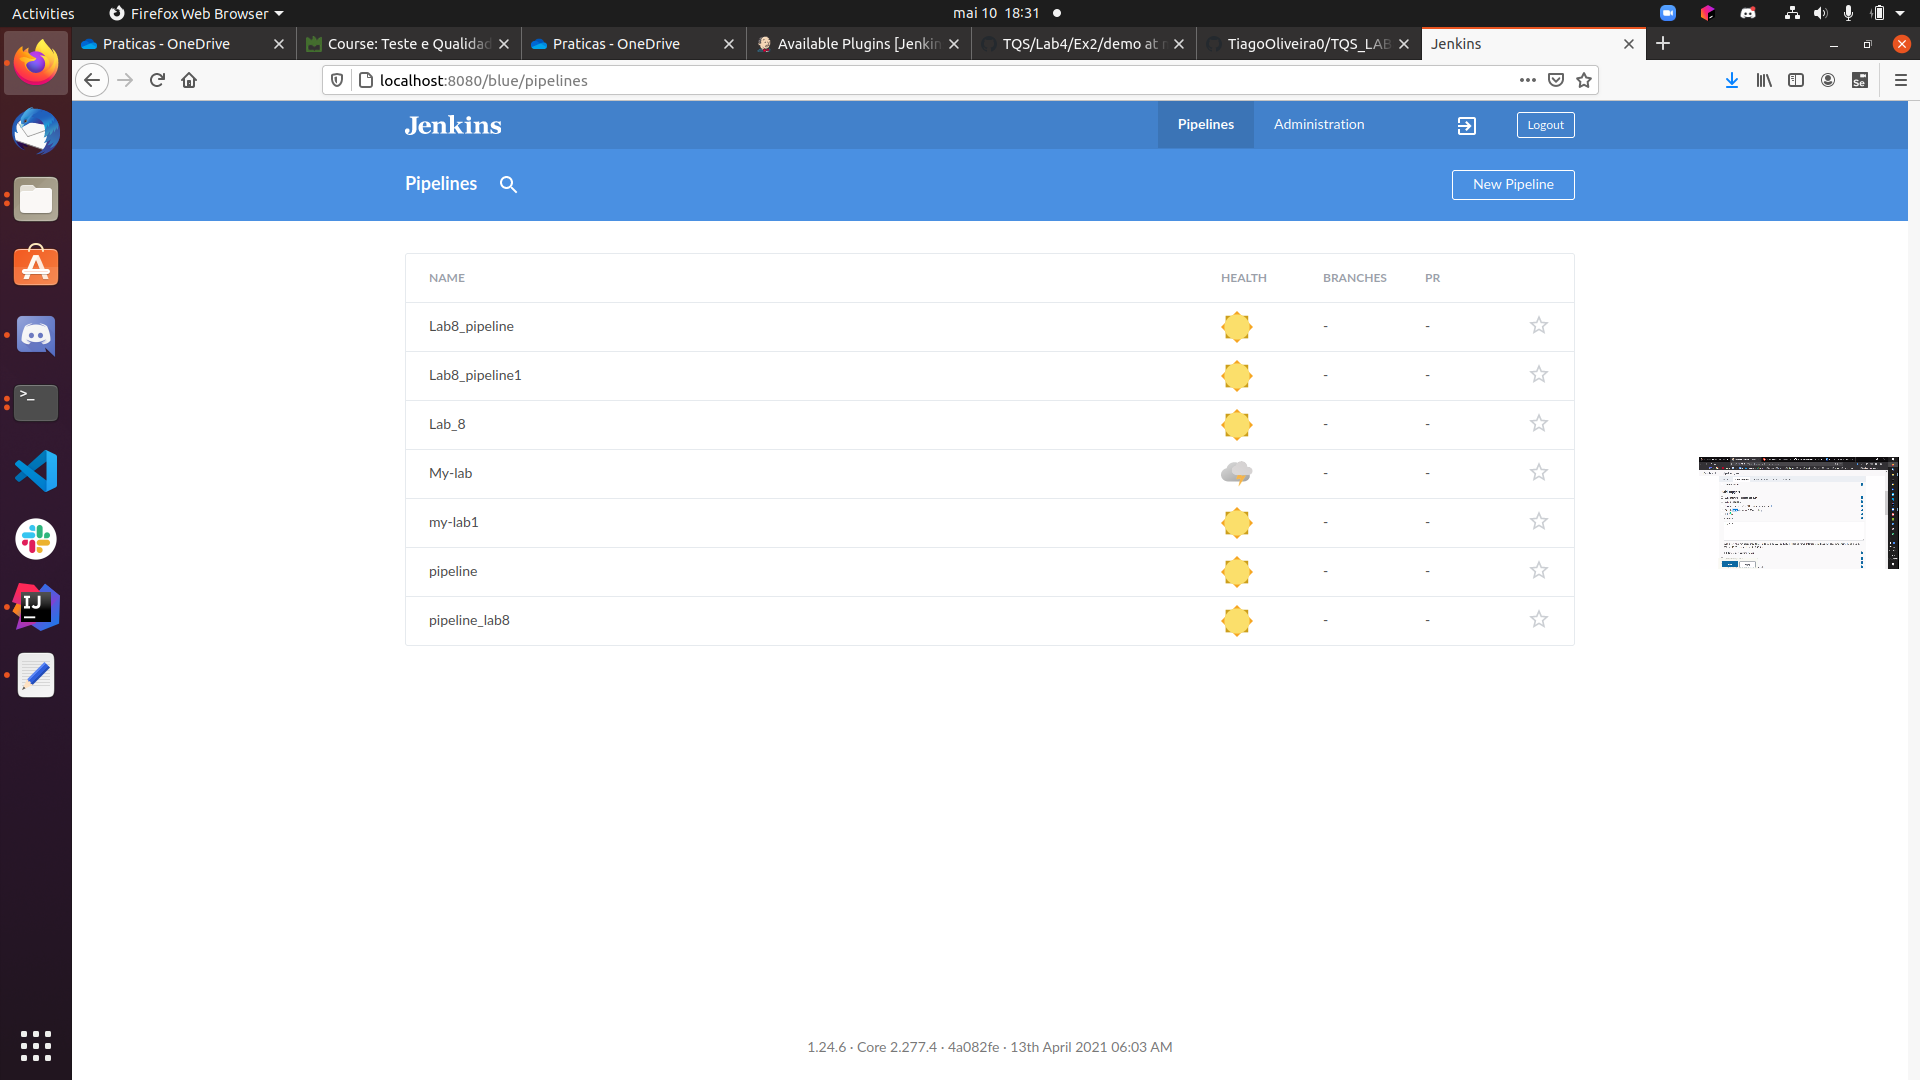 Activities Firefox Web Browser mai 10 18:31
Praticas - OneDrive Course: Teste e Qualidad Praticas - OneDrive Available Plugins [Jenkin TQS/Lab4/Ex2/demo at TiagoOliveira0/TQS_LAB Jenkins
localhost:8080/blue/pipelines
Jenkins Pipelines Administration Logout
Pipelines New Pipeline
NAME HEALTH BRANCHES PR
Lab8_pipeline - -
Lab8_pipeline1 - -
Lab_8 - -
My-lab - -
my-lab1 - -
pipeline - -
pipeline_lab8 - -
1.24.6 · Core 2.277.4 · 4a082fe · 13th April 2021 06:03 AM